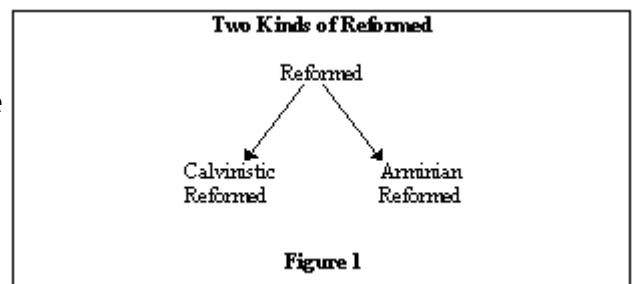 Two Kinds of Reformed
Reformed
Calvinistic Arminian
Reformed Reformed
Figure 1